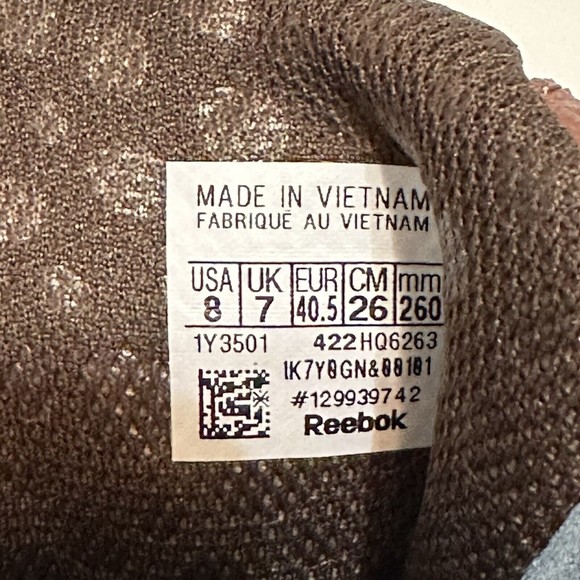 MADE IN VIETNAM
FABRIQUÉ AU VIETNAM
USA UK EUR CM mm
8 7 40.5 26 260
1Y3501 422HQ6263
1K7Y0GN&00101
#129939742
Reebok